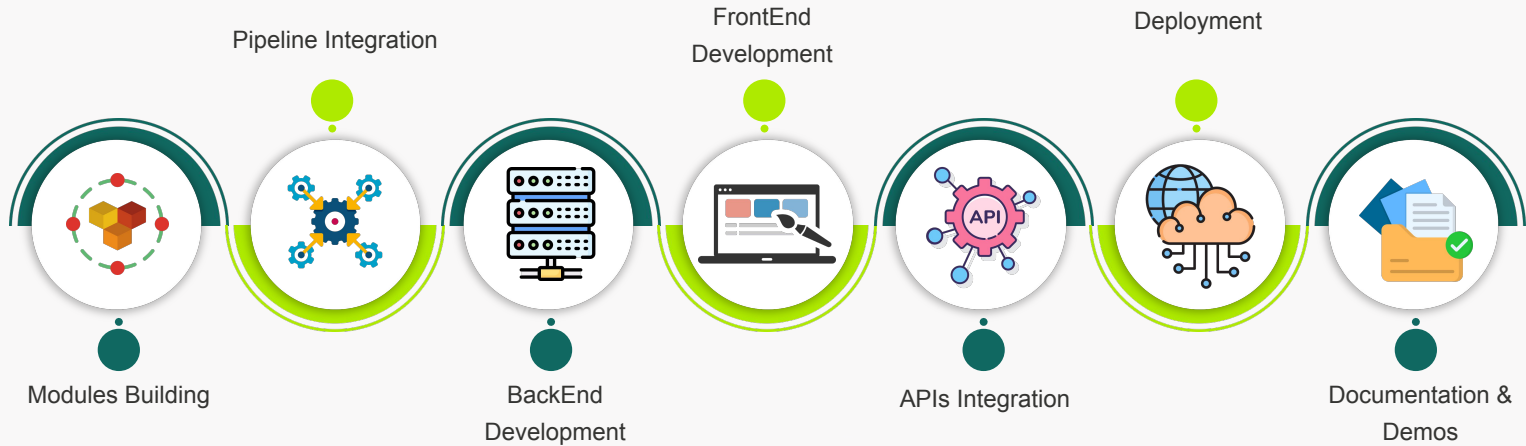 Modules Building
Pipeline Integration
BackEnd
Development
FrontEnd
Development
API
APIs Integration
Deployment
Documentation &
Demos